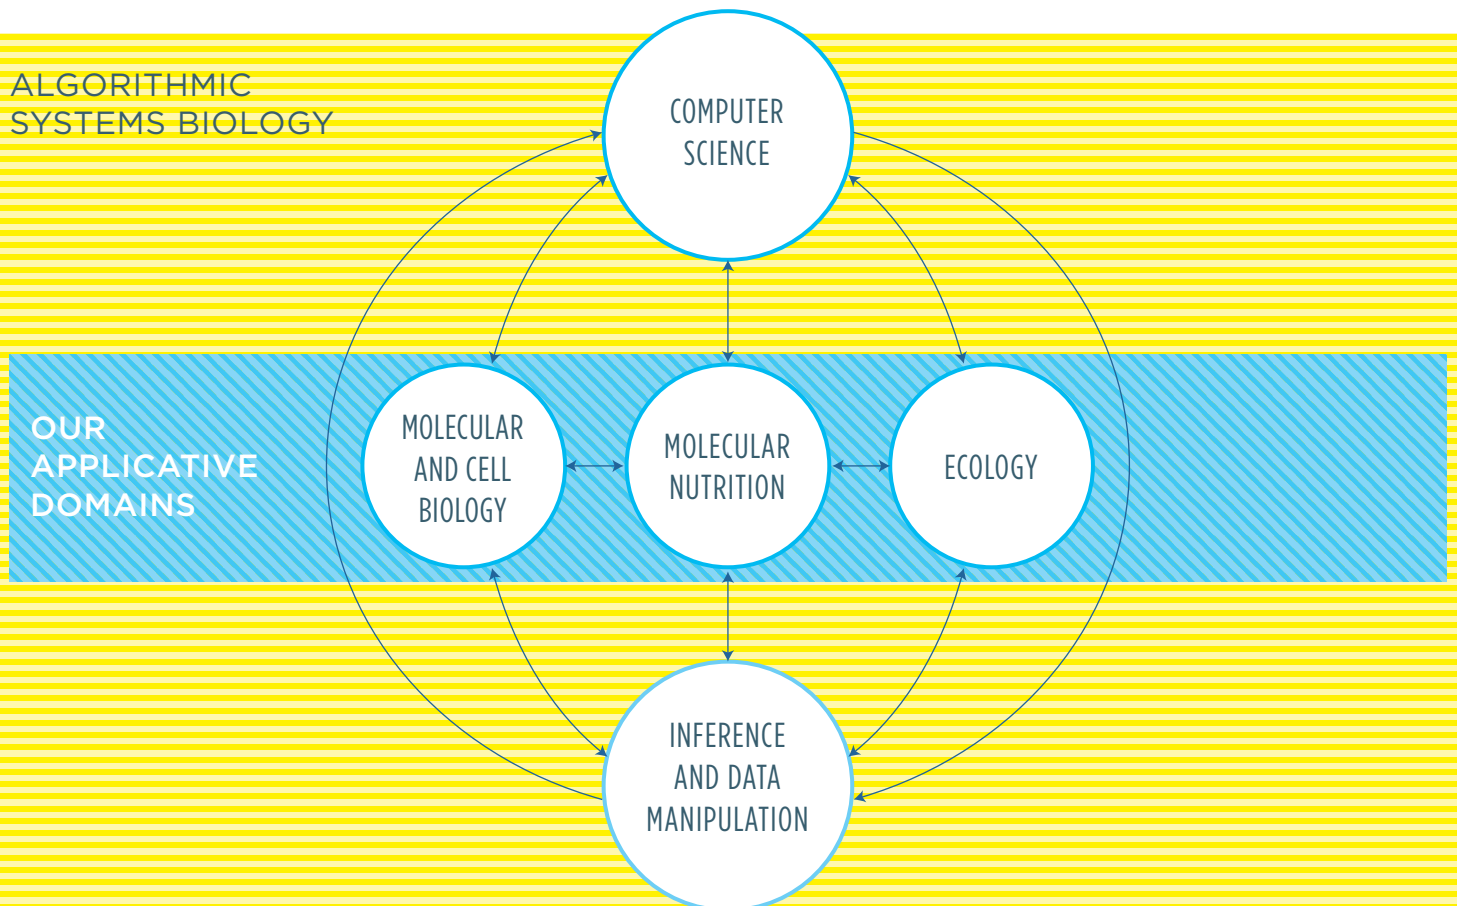 ALGORITHMIC
SYSTEMS BIOLOGY
COMPUTER
SCIENCE
OUR
APPLICATIVE
DOMAINS
MOLECULAR
AND CELL
BIOLOGY
MOLECULAR
NUTRITION
ECOLOGY
INFERENCE
AND DATA
MANIPULATION